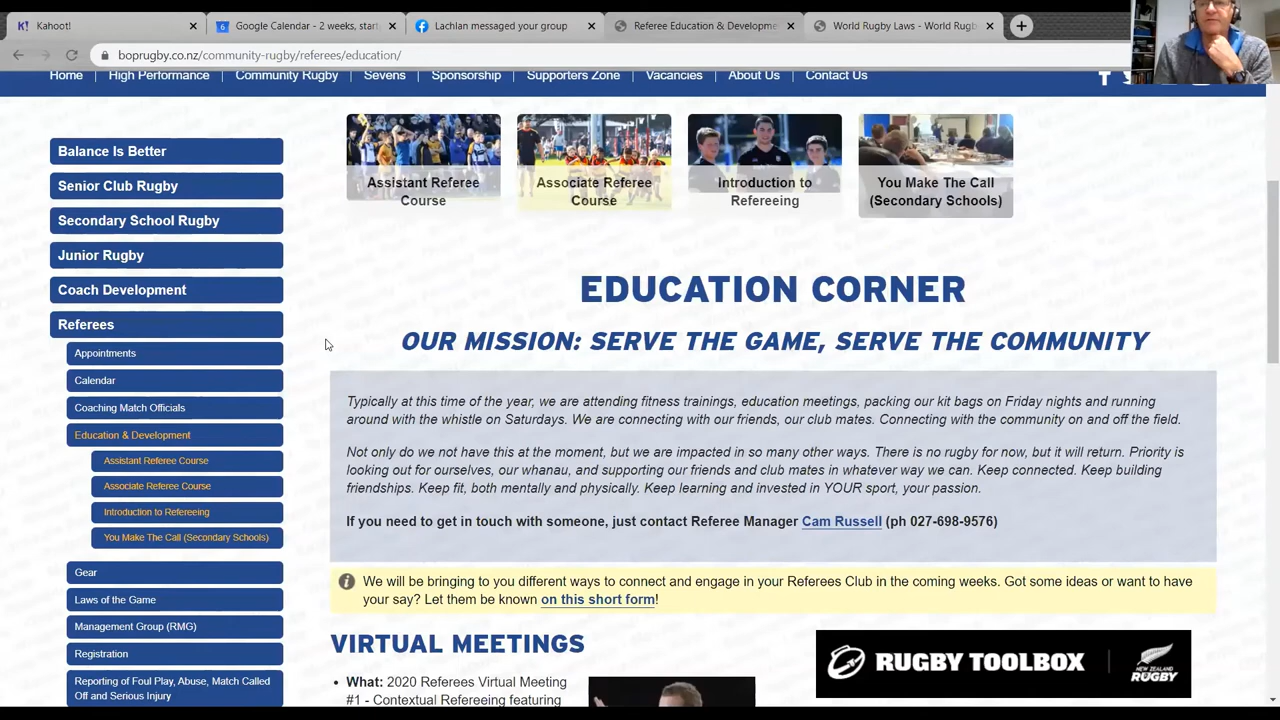 Kahoot!
Google Calendar - 2 weeks, start
Lachlan messaged your group
Referee Education & Developme
World Rugby Laws - World Rugb
boprugby.co.nz/community-rugby/referees/education/
Home
High Performance
Community Rugby
Sevens
Sponsorship
Supporters Zone
Vacancies
About Us
Contact Us
Assistant Referee
Course
Associate Referee
Course
Introduction to
Refereeing
You Make The Call
(Secondary Schools)
Balance Is Better
Senior Club Rugby
Secondary School Rugby
Junior Rugby
Coach Development
Referees
Appointments
Calendar
Coaching Match Officials
Education & Development
Assistant Referee Course
Associate Referee Course
Introduction to Refereeing
You Make The Call (Secondary Schools)
Gear
Laws of the Game
Management Group (RMG)
Registration
Reporting of Foul Play, Abuse, Match Called
Off and Serious Injury
EDUCATION CORNER
OUR MISSION: SERVE THE GAME, SERVE THE COMMUNITY
Typically at this time of the year, we are attending fitness trainings, education meetings, packing our kit bags on Friday nights and running
around with the whistle on Saturdays. We are connecting with our friends, our club mates. Connecting with the community on and off the field.
Not only do we not have this at the moment, but we are impacted in so many other ways. There is no rugby for now, but it will return. Priority is
looking out for ourselves, our whanau, and supporting our friends and club mates in whatever way we can. Keep connected. Keep building
friendships. Keep fit, both mentally and physically. Keep learning and invested in YOUR sport, your passion.
If you need to get in touch with someone, just contact Referee Manager Cam Russell (ph 027-698-9576)
We will be bringing to you different ways to connect and engage in your Referees Club in the coming weeks. Got some ideas or want to have
your say? Let them be known on this short form!
VIRTUAL MEETINGS
What: 2020 Referees Virtual Meeting
#1 - Contextual Refereeing featuring
RUGBY TOOLBOX
NEW ZEALAND
RUGBY